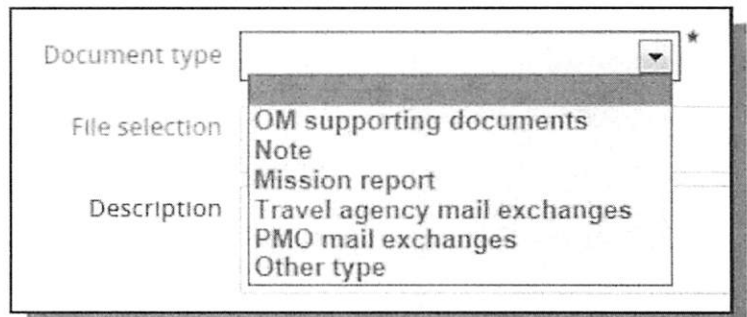 Document type *
File selection
OM supporting documents
Note
Mission report
Description
Travel agency mail exchanges
PMO mail exchanges
Other type